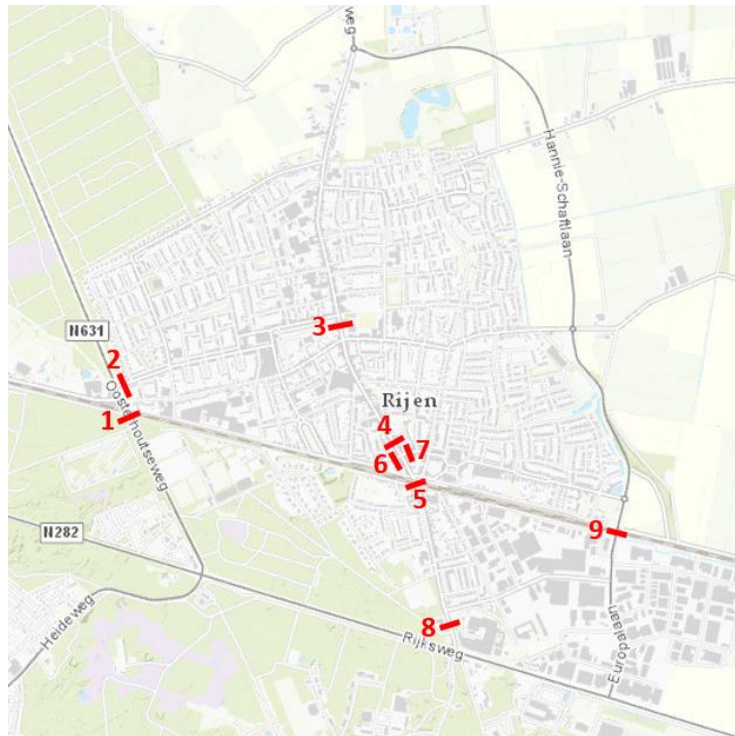 weg
Hannie-Schaftlaan
N631
3
2
Oosterhoutseweg
1
Rijen
4
6
7
5
N282
9
Heideweg
8
Rijksweg
Europalaan